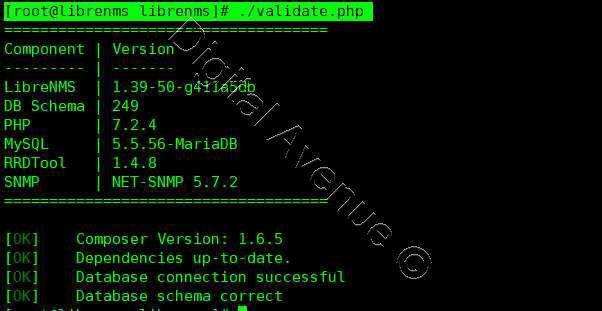 [root@librenms librenms]# ./validate.php
====================================
Component | Version
--------- | -------
LibreNMS  | 1.39-50-g411a5db
DB Schema | 249
PHP       | 7.2.4
MySQL     | 5.5.56-MariaDB
RRDTool   | 1.4.8
SNMP      | NET-SNMP 5.7.2
====================================
[OK]    Composer Version: 1.6.5
[OK]    Dependencies up-to-date.
[OK]    Database connection successful
[OK]    Database schema correct
Digital Avenue ©